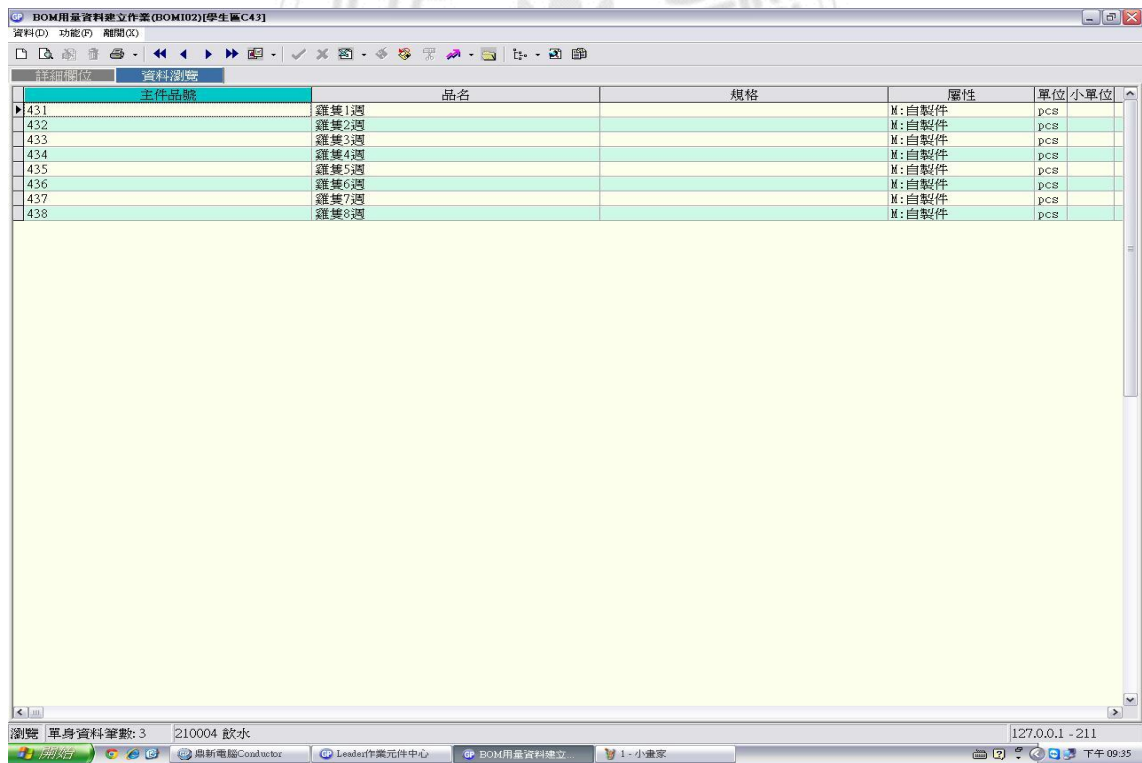 BOM用量資料建立作業(BOMI02)[學生區C43]
資料(D) 功能(F) 離開(X)
詳細欄位 資料瀏覽
主件品號 品名 規格 屬性 單位 小單位
431 雞隻1週 M:自製件 pcs
432 雞隻2週 M:自製件 pcs
433 雞隻3週 M:自製件 pcs
434 雞隻4週 M:自製件 pcs
435 雞隻5週 M:自製件 pcs
436 雞隻6週 M:自製件 pcs
437 雞隻7週 M:自製件 pcs
438 雞隻8週 M:自製件 pcs
瀏覽 單身資料筆數: 3 210004 飲水 127.0.0.1 - 211
開始 鼎新電腦Conductor Leader作業元件中心 BOM用量資料建立... 1 - 小畫家 下午 09:35